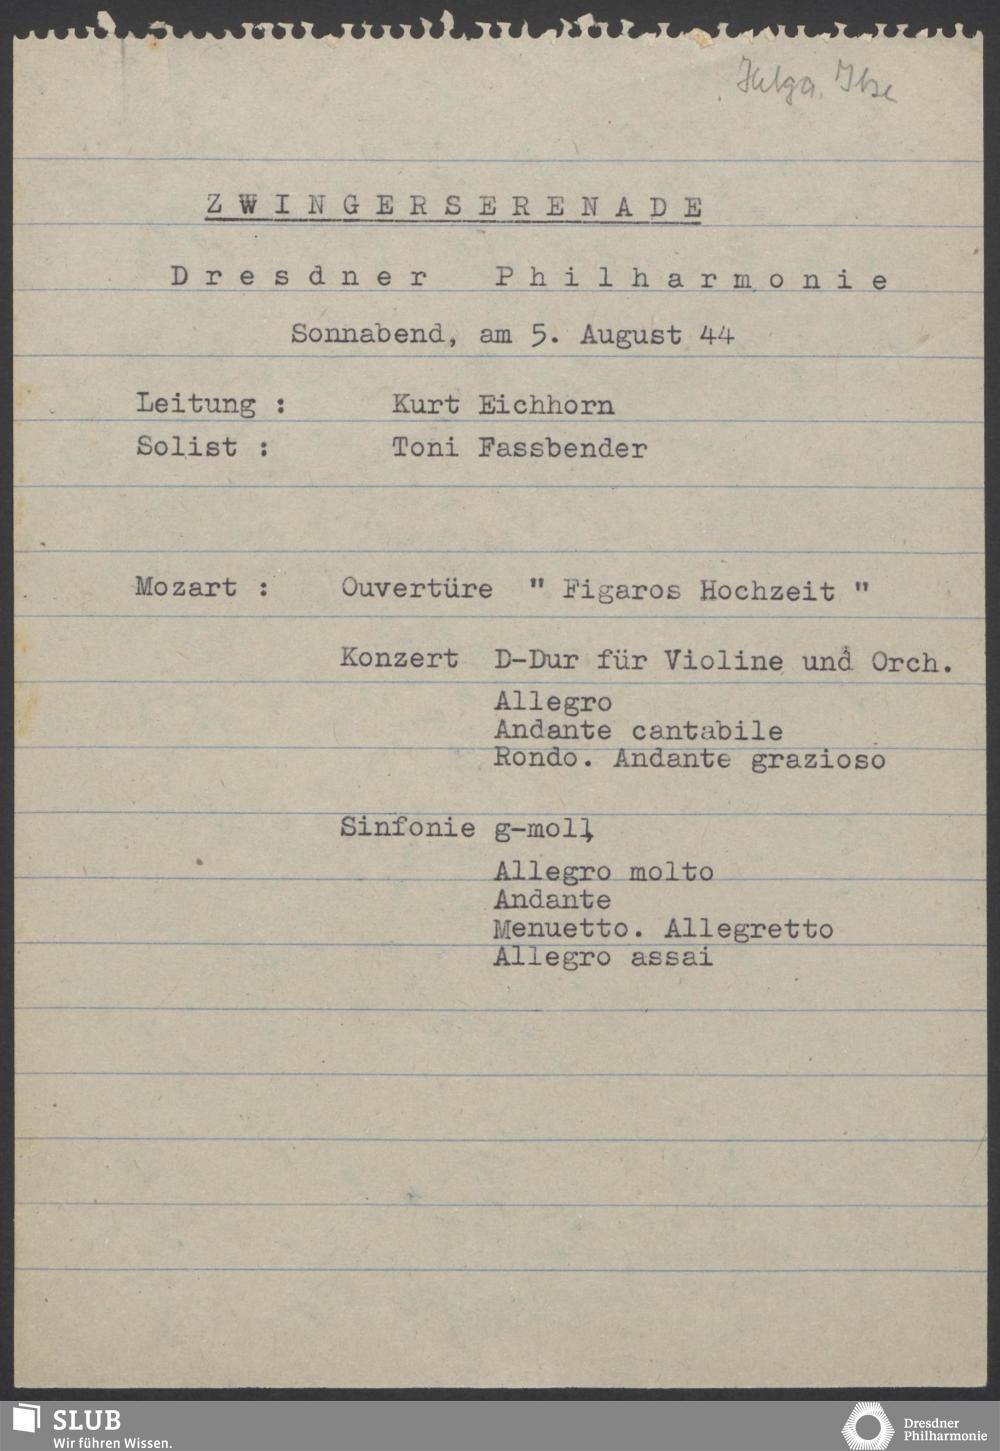 Helga, Ilse
ZWINGERSERENADE
Dresdner Philharmonie
Sonnabend, am 5. August 44
Leitung : Kurt Eichhorn
Solist : Toni Fassbender
Mozart : Ouvertüre " Figaros Hochzeit "
Konzert D-Dur für Violine und Orch.
Allegro
Andante cantabile
Rondo. Andante grazioso
Sinfonie g-moll,
Allegro molto
Andante
Menuetto. Allegretto
Allegro assai
SLUB
Wir führen Wissen.
Dresdner
Philharmonie